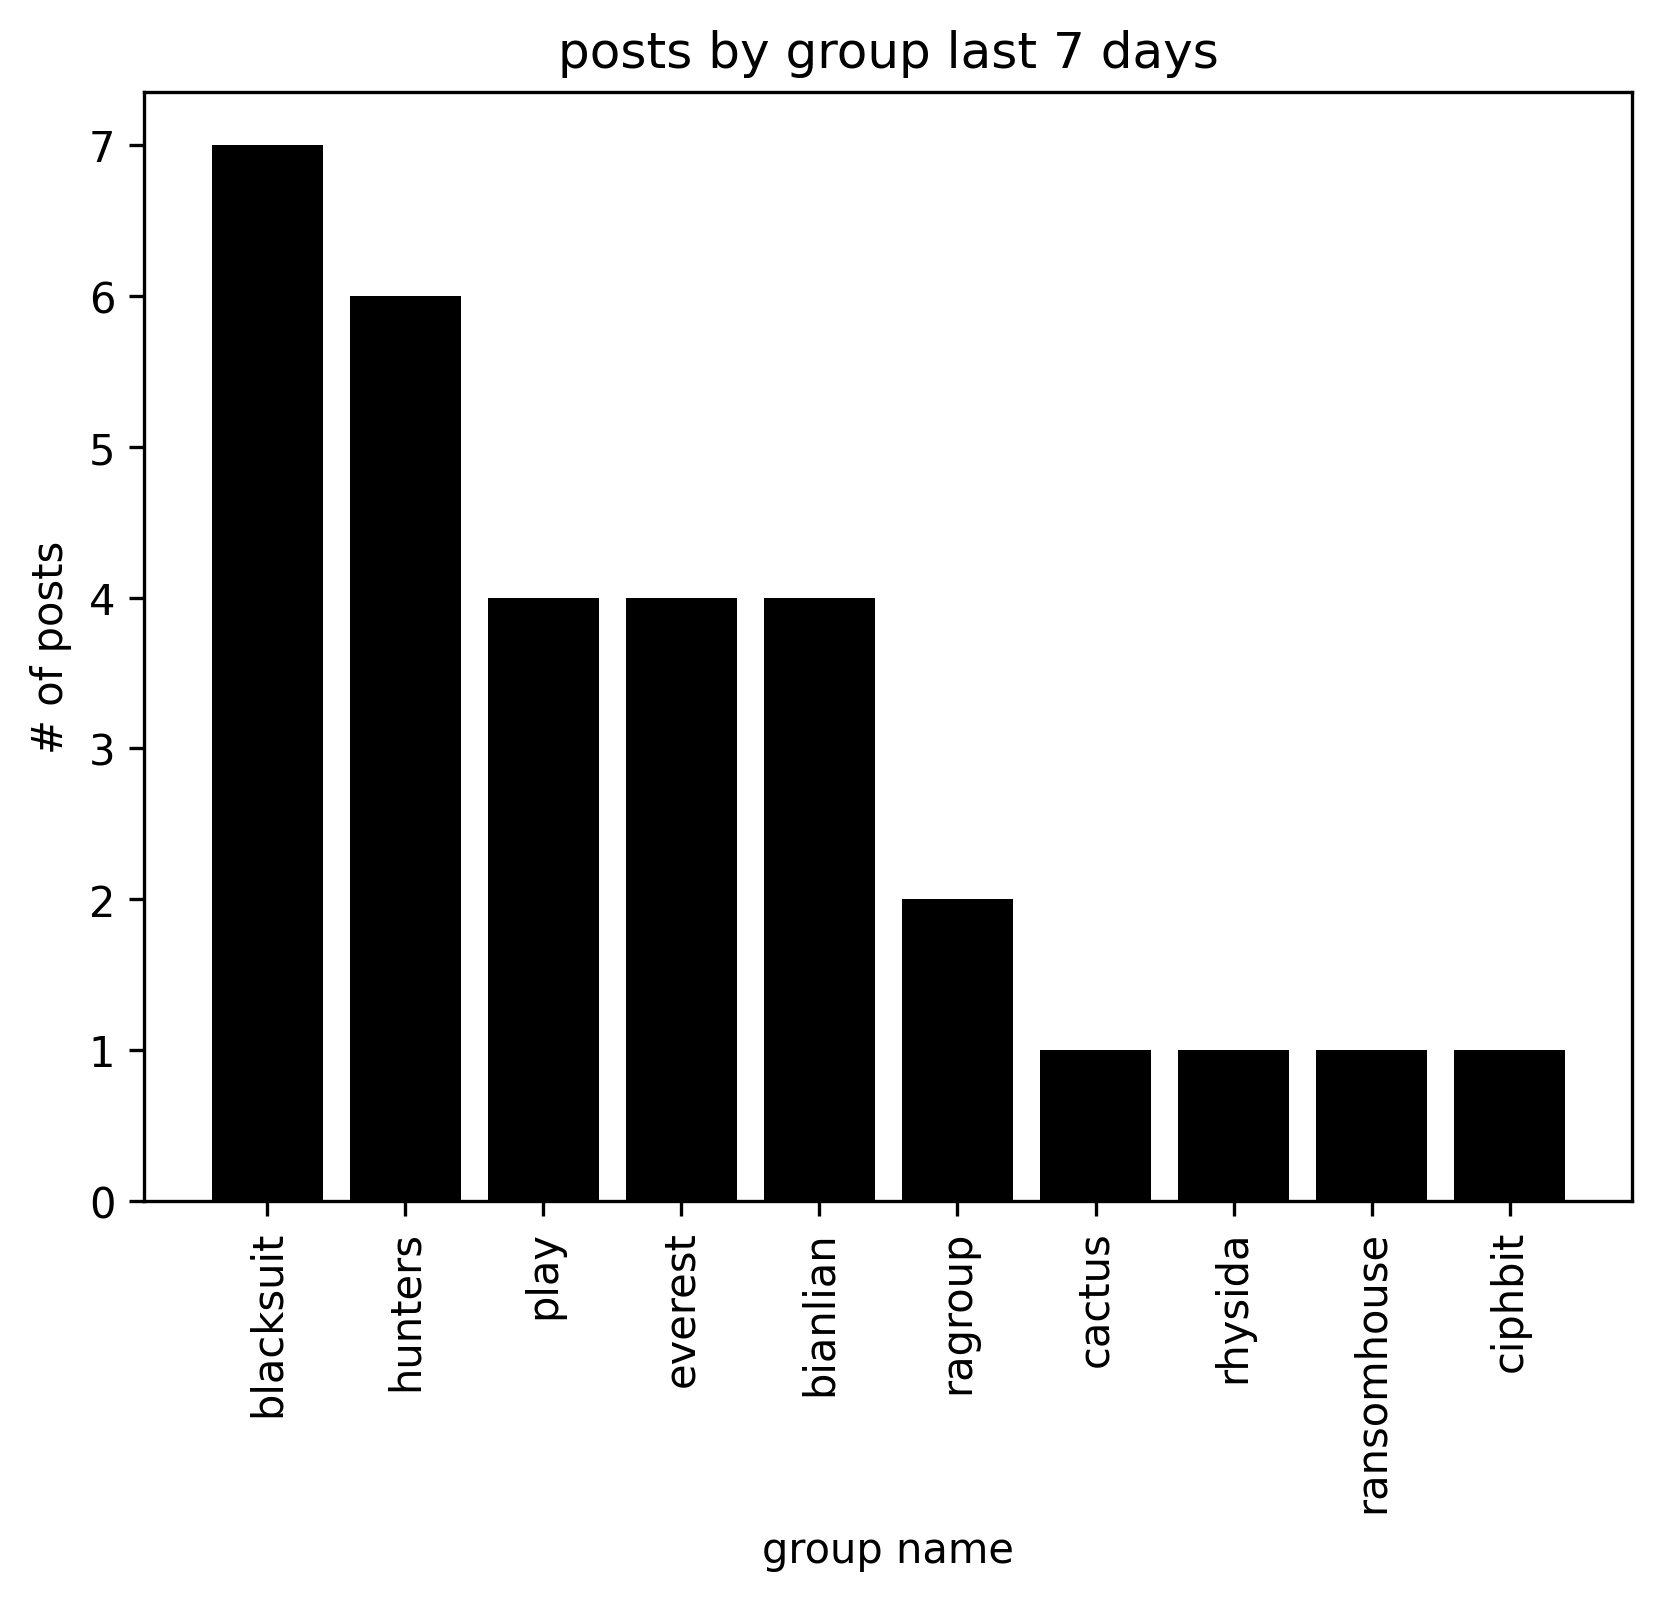 posts by group last 7 days
7
6
5
4
3
2
1
0
# of posts
blacksuit
hunters
play
everest
bianlian
ragroup
cactus
rhysida
ransomhouse
ciphbit
group name